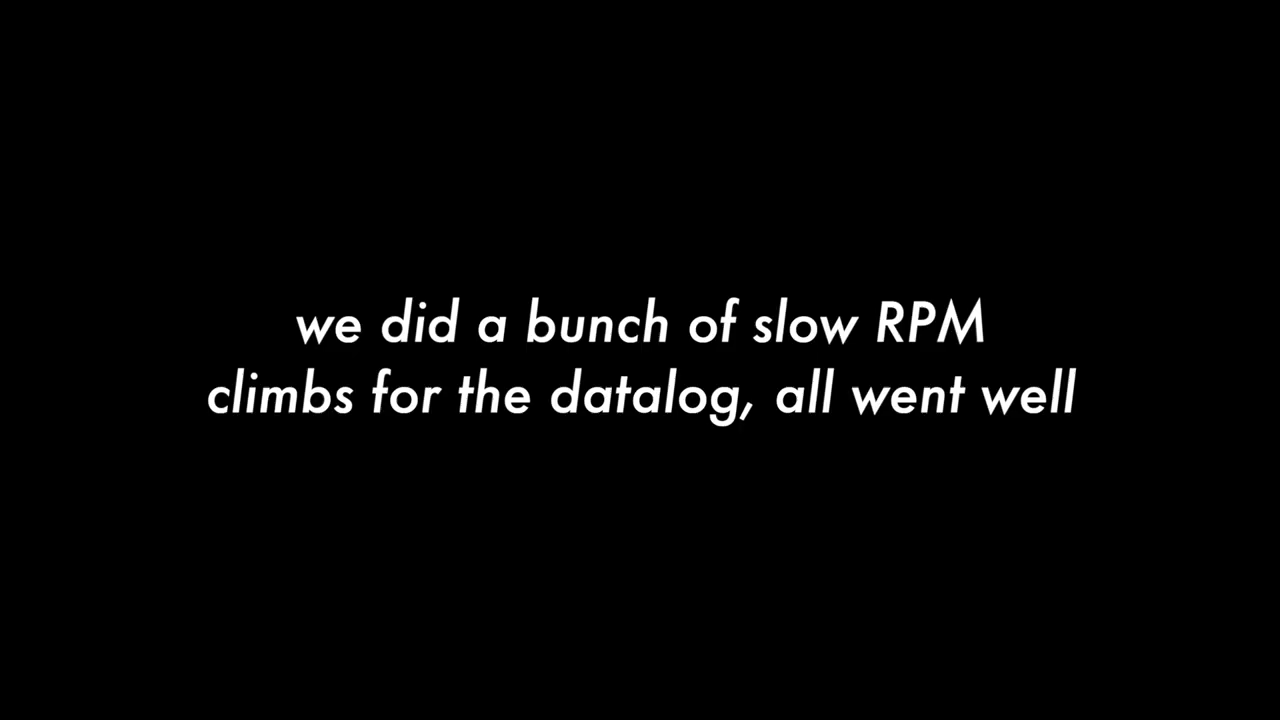 we did a bunch of slow RPM
climbs for the datalog, all went well